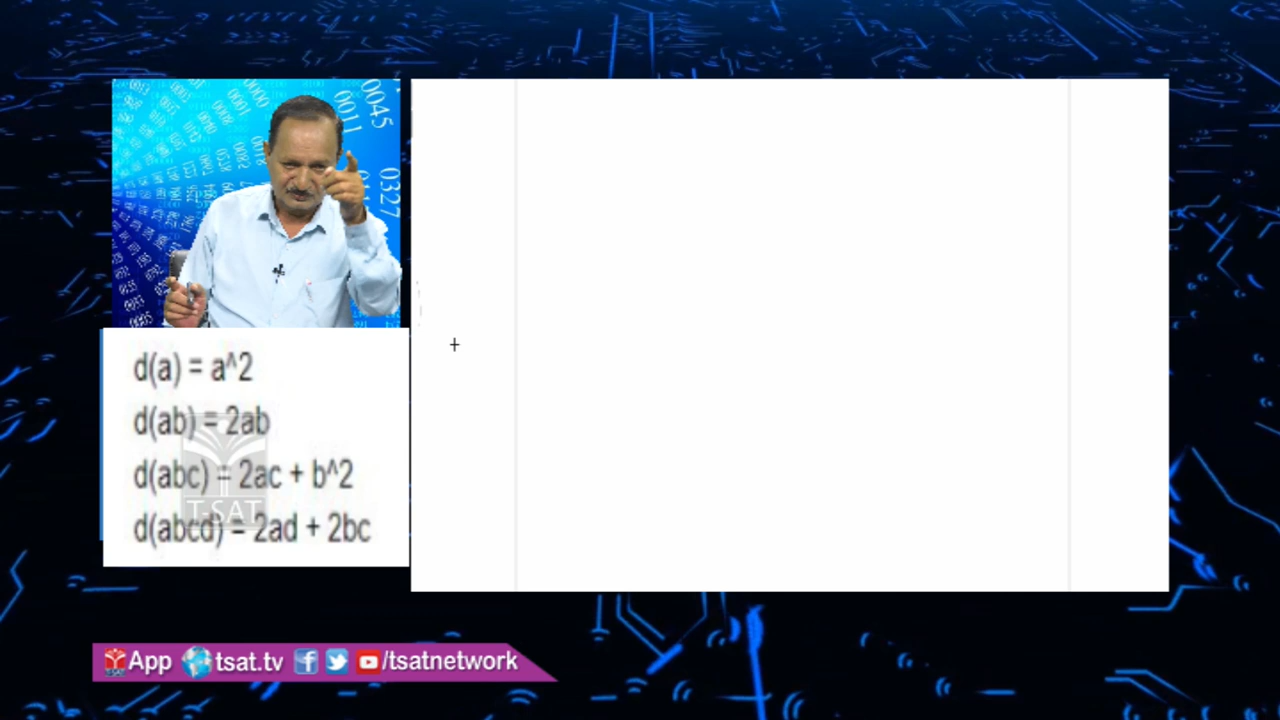 0045
0011
0327
d(a) = a^2
d(ab) = 2ab
d(abc) = 2ac + b^2
d(abcd) = 2ad + 2bc
T-SAT
App tsat.tv /tsatnetwork